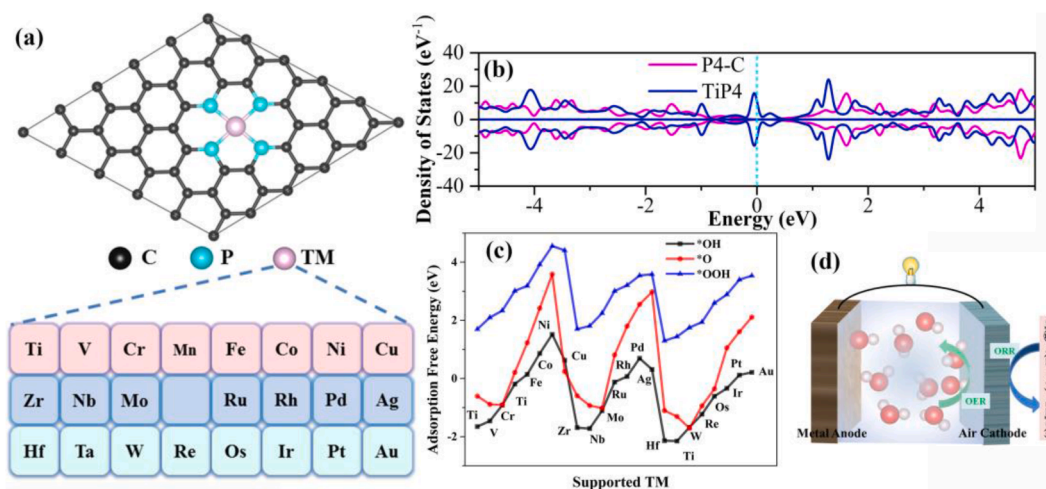 (a)
C P TM
Ti V Cr Mn Fe Co Ni Cu
Zr Nb Mo Ru Rh Pd Ag
Hf Ta W Re Os Ir Pt Au
(b)
Density of States (eV-1)
40
20
0
-20
-40
P4-C
TiP4
-4 -2 0 2 4
Energy (eV)
(c)
Adsorption Free Energy (eV)
4
2
0
-2
*OH
*O
*OOH
Ti
V
Cr
Fe
Co
Ni
Cu
Zr
Nb
Mo
Ru
Rh
Pd
Ag
Hf
Ti
W
Re
Os
Ir
Pt
Au
Supported TM
(d)
ORR
OER
Metal Anode
Air Cathode